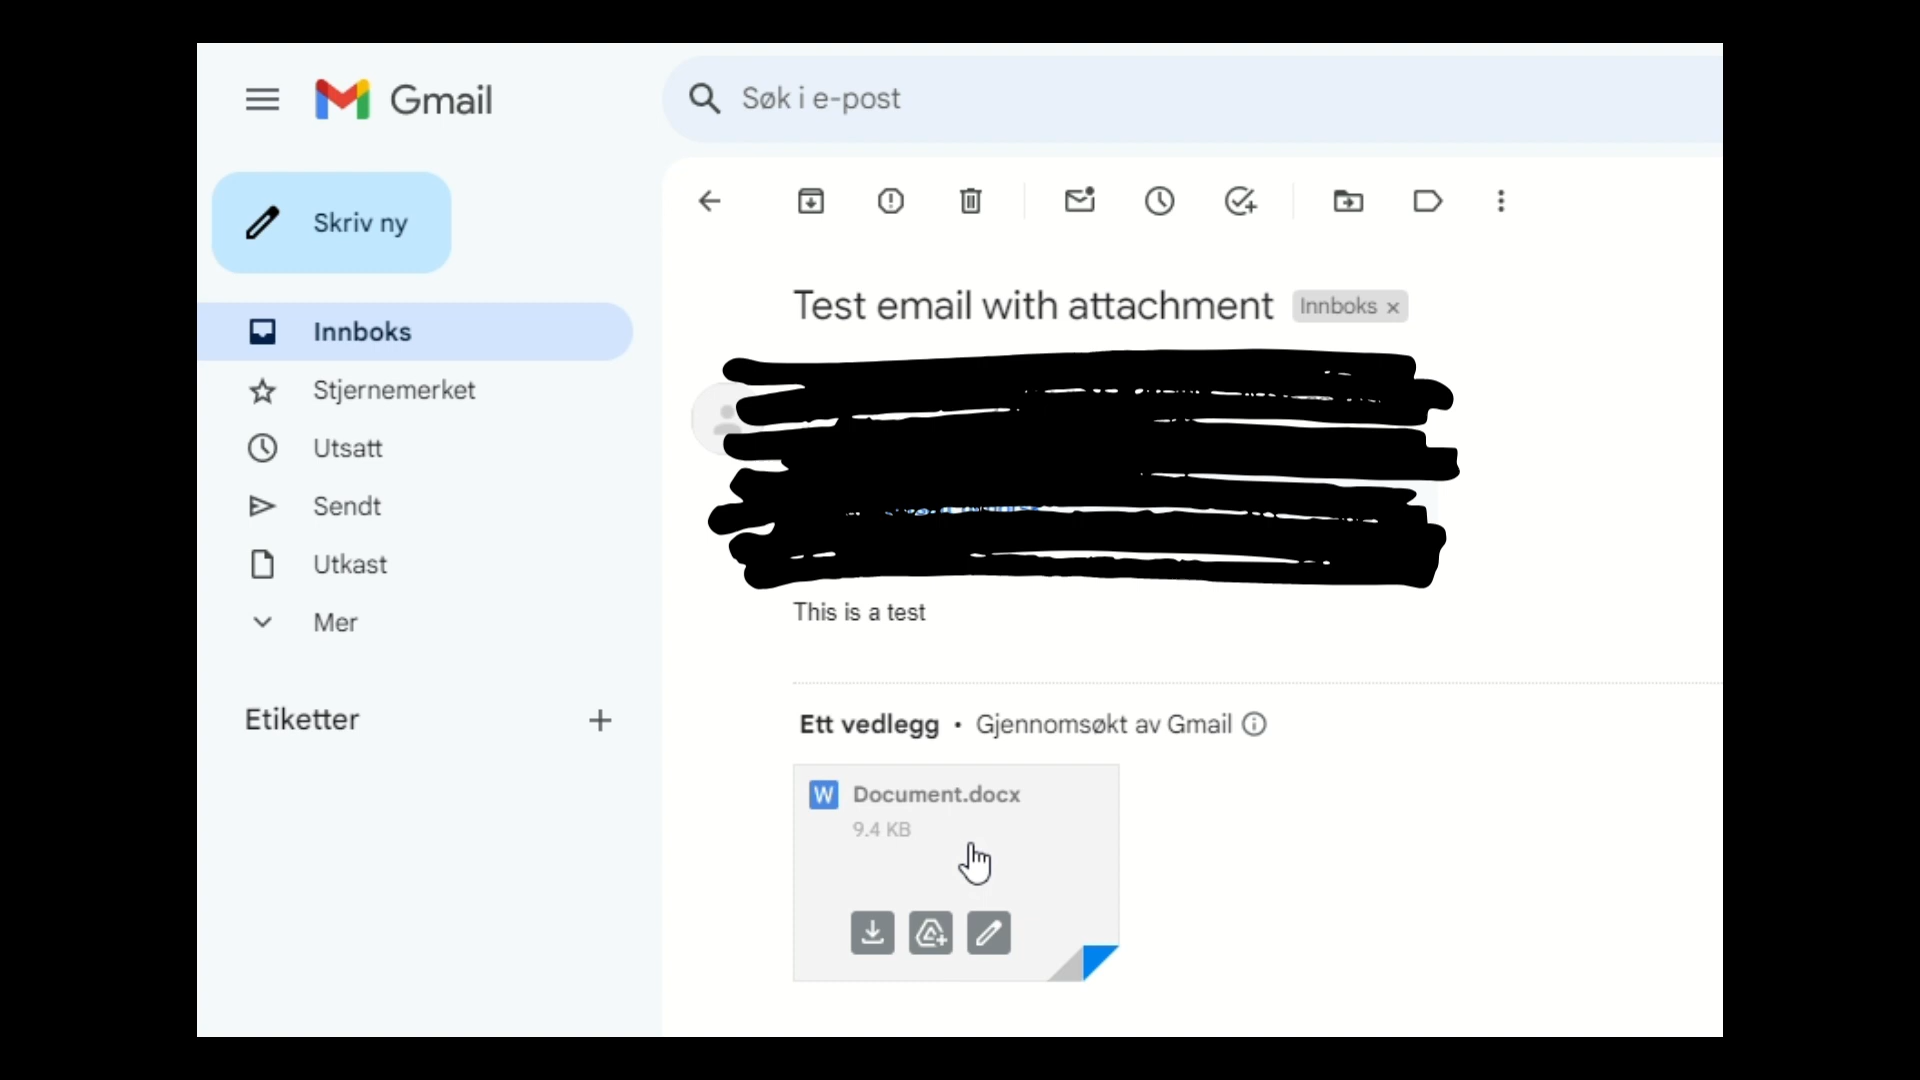 Gmail
Søk i e-post
Skriv ny
Innboks
Stjernemerket
Utsatt
Sendt
Utkast
Mer
Etiketter
Test email with attachment Innboks ×
This is a test
Ett vedlegg • Gjennomsøkt av Gmail
W Document.docx
9.4 KB